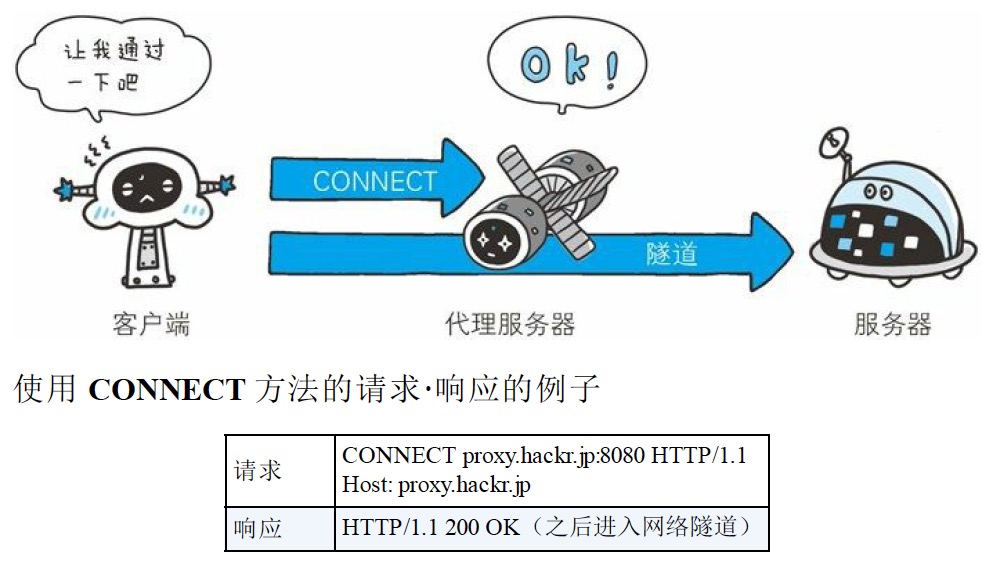 让我通过
一下吧
Ok!
CONNECT
隧道
客户端
代理服务器
服务器
使用 CONNECT 方法的请求·响应的例子
请求
CONNECT proxy.hackr.jp:8080 HTTP/1.1
Host: proxy.hackr.jp
响应
HTTP/1.1 200 OK（之后进入网络隧道）